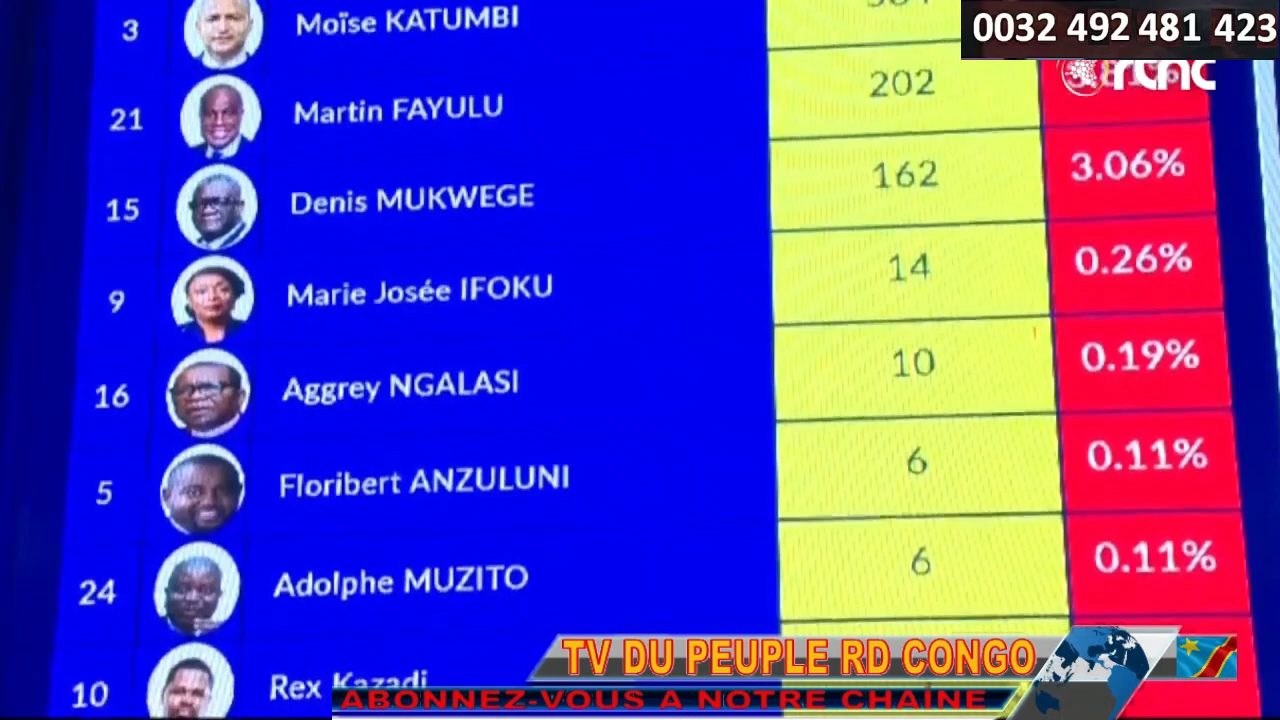 0032 492 481 423
3 Moïse KATUMBI
21 Martin FAYULU 202
15 Denis MUKWEGE 162 3.06%
9 Marie Josée IFOKU 14 0.26%
16 Aggrey NGALASI 10 0.19%
5 Floribert ANZULUNI 6 0.11%
24 Adolphe MUZITO 6 0.11%
10 Rex Kazadi
TV DU PEUPLE RD CONGO
ABONNEZ-VOUS A NOTRE CHAINE